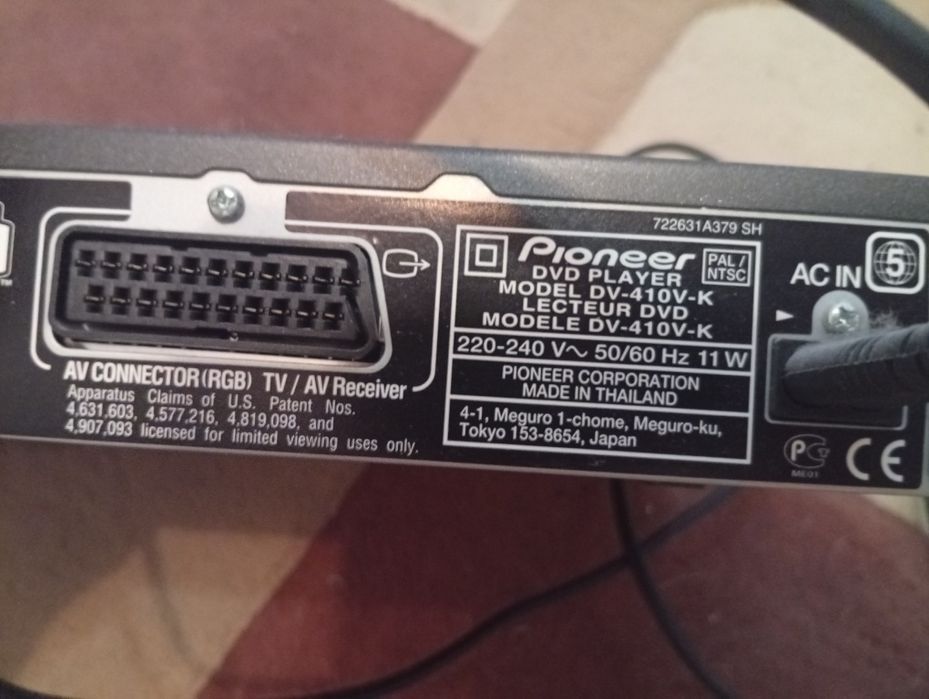 ™
AV CONNECTOR (RGB) TV / AV Receiver
Apparatus Claims of U.S. Patent Nos.
4,631,603, 4,577,216, 4,819,098, and
4,907,093 licensed for limited viewing uses only.
722631A379 SH
Pioneer
PAL /
NTSC
DVD PLAYER
MODEL DV-410V-K
LECTEUR DVD
MODELE DV-410V-K
220-240 V~ 50/60 Hz 11 W
PIONEER CORPORATION
MADE IN THAILAND
4-1, Meguro 1-chome, Meguro-ku,
Tokyo 153-8654, Japan
AC IN
5
ME01
CE